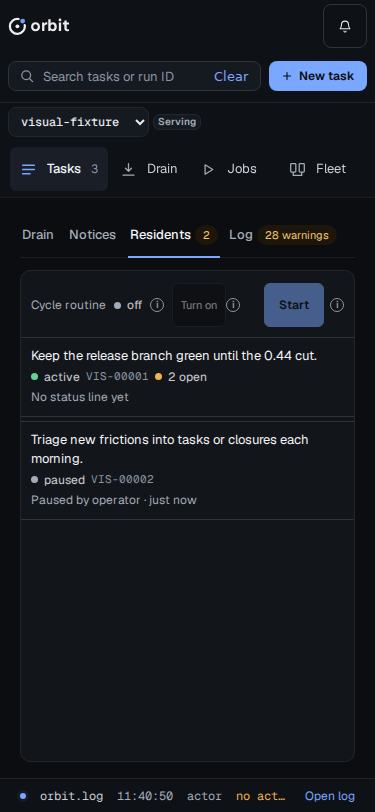 orbit
Search tasks or run ID Clear
+ New task
visual-fixture Serving
Tasks 3 Drain Jobs Fleet
Drain Notices Residents 2 Log 28 warnings
Cycle routine off Turn on Start
Keep the release branch green until the 0.44 cut.
active VIS-00001 2 open
No status line yet
Triage new frictions into tasks or closures each
morning.
paused VIS-00002
Paused by operator · just now
orbit.log 11:40:50 actor no act… Open log